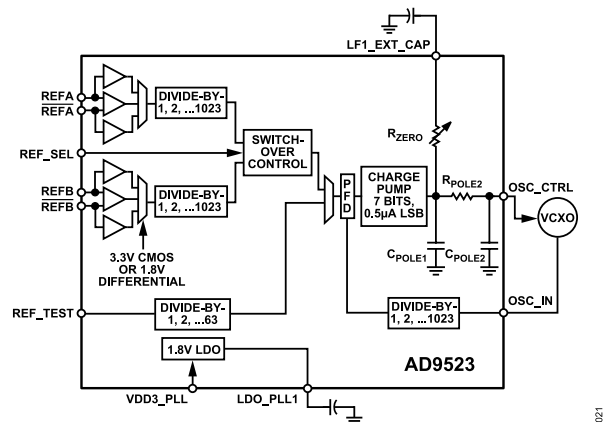 LF1_EXT_CAP
REFA
REFA
DIVIDE-BY-
1, 2, ...1023
RZERO
REF_SEL
SWITCH-
OVER
CONTROL
REFB
REFB
DIVIDE-BY-
1, 2, ...1023
PFD
CHARGE
PUMP
7 BITS,
0.5µA LSB
RPOLE2
OSC_CTRL
VCXO
CPOLE1
CPOLE2
3.3V CMOS
OR 1.8V
DIFFERENTIAL
REF_TEST
DIVIDE-BY-
1, 2, ...63
DIVIDE-BY-
1, 2, ...1023
OSC_IN
1.8V LDO
AD9523
VDD3_PLL
LDO_PLL1
021